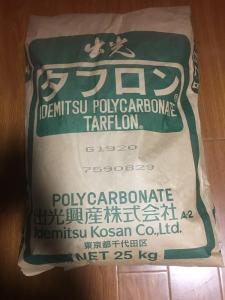 出光
タフロン®
IDEMITSU POLYCARBONATE
TARFLON®
G1920
7590829
POLYCARBONATE
出光興産株式会社 A-2
Idemitsu Kosan Co.,Ltd.
東京都千代田区
NET 25 kg